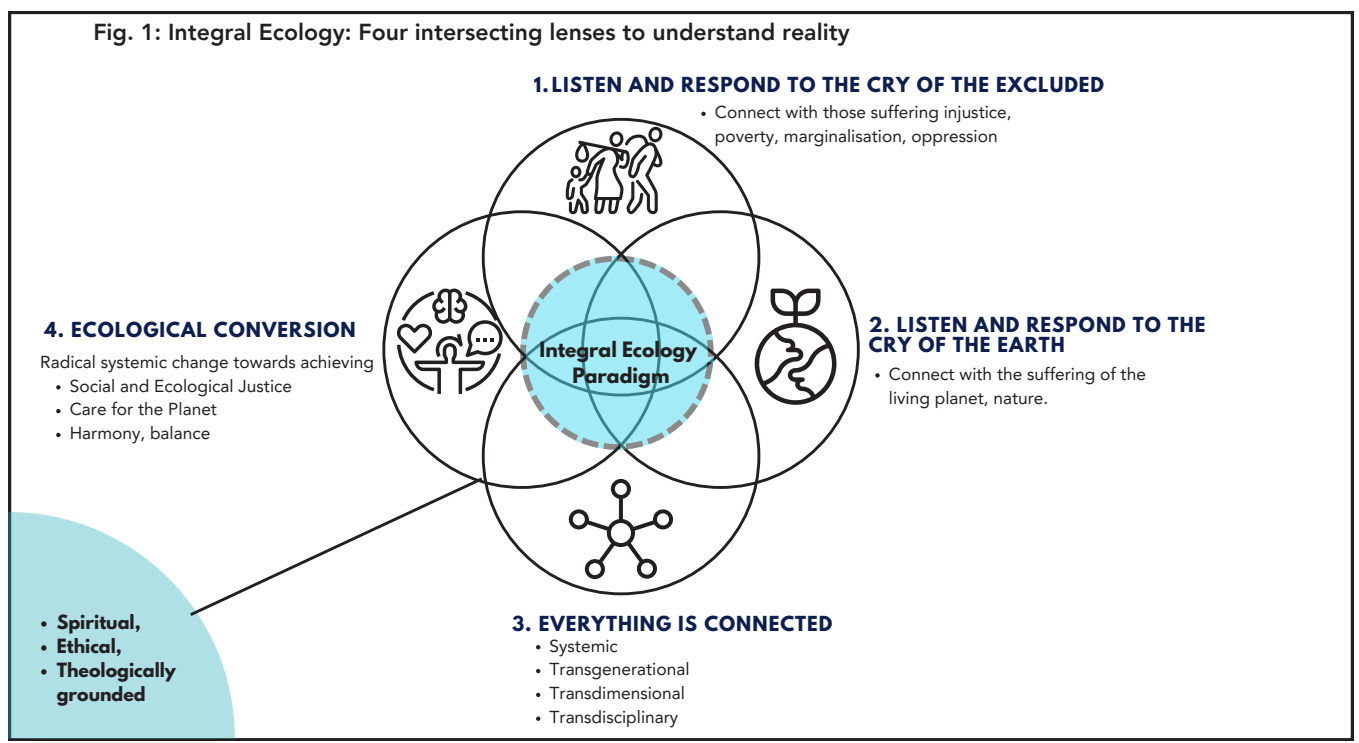 Fig. 1: Integral Ecology: Four intersecting lenses to understand reality
1. LISTEN AND RESPOND TO THE CRY OF THE EXCLUDED
• Connect with those suffering injustice,
poverty, marginalisation, oppression
2. LISTEN AND RESPOND TO THE
CRY OF THE EARTH
• Connect with the suffering of the
living planet, nature.
4. ECOLOGICAL CONVERSION
Radical systemic change towards achieving
• Social and Ecological Justice
• Care for the Planet
• Harmony, balance
Integral Ecology
Paradigm
3. EVERYTHING IS CONNECTED
• Systemic
• Transgenerational
• Transdimensional
• Transdisciplinary
• Spiritual,
• Ethical,
• Theologically
grounded